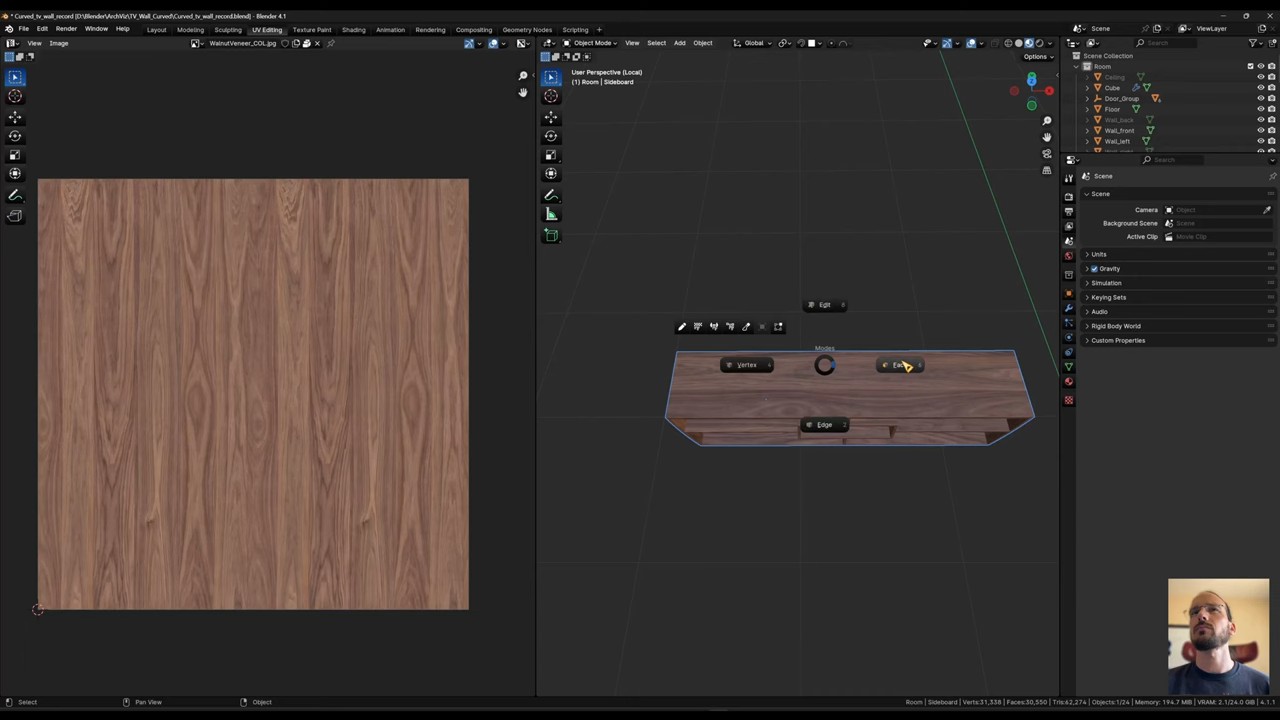 * Curved_tv_wall_record [D:\Blender\ArchViz\TV_Wall_Curved\Curved_tv_wall_record.blend] - Blender 4.1
File Edit Render Window Help Layout Modeling Sculpting UV Editing Texture Paint Shading Animation Rendering Compositing Geometry Nodes Scripting + Scene ViewLayer
View Image WalnutVeneer_COL.jpg Object Mode View Select Add Object Global Search
Options
User Perspective (Local)
(1) Room | Sideboard
Scene Collection
Room
Ceiling
Cube
Door_Group
Floor
Wall_back
Wall_front
Wall_left
Search
Scene
Scene
Camera Object
Background Scene Scene
Active Clip Movie Clip
Units
Gravity
Simulation
Keying Sets
Audio
Rigid Body World
Custom Properties
Edit 8
Modes
Vertex 4
6
Edge 2
Select Pan View Object Room | Sideboard | Verts:31,338 | Faces:30,550 | Tris:62,274 | Objects:1/24 | Memory: 194.7 MiB | VRAM: 2.1/24.0 GiB | 4.1.1